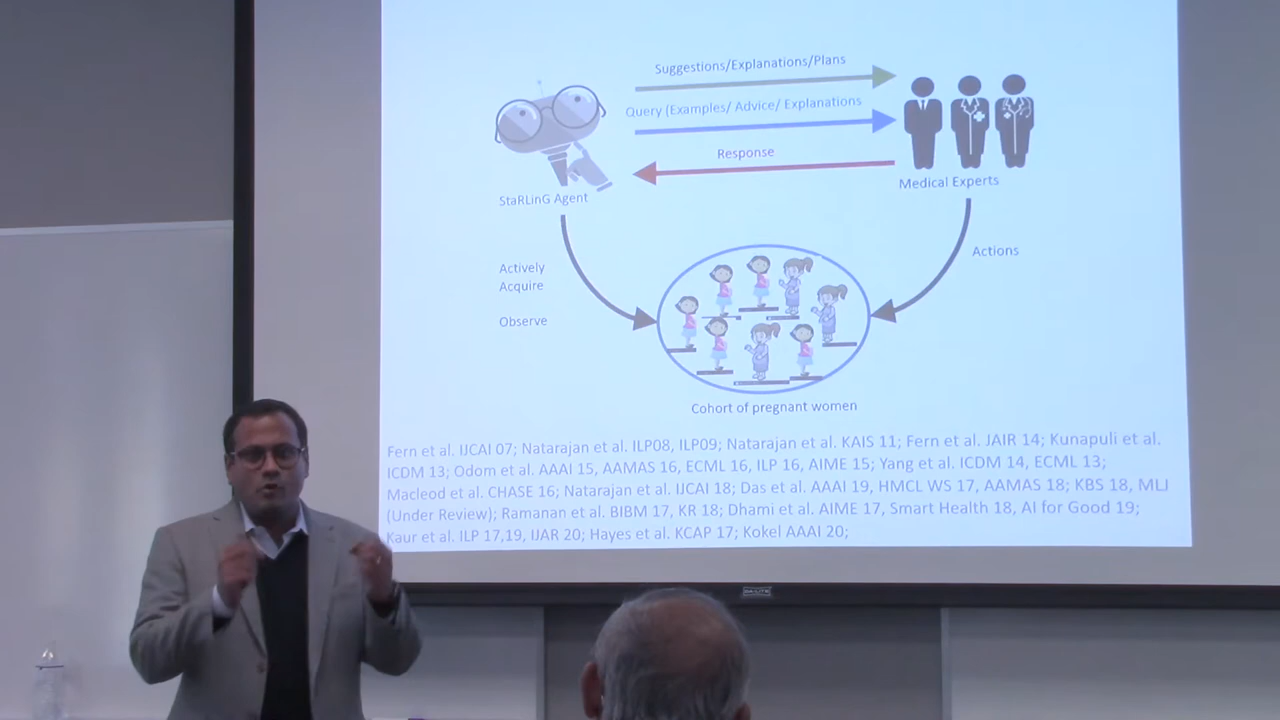 Suggestions/Explanations/Plans
Query (Examples/ Advice/ Explanations
Response
StaRLinG Agent
Medical Experts
Actively
Acquire
Observe
Actions
Cohort of pregnant women
Fern et al. IJCAI 07; Natarajan et al. ILP08, ILP09; Natarajan et al. KAIS 11; Fern et al. JAIR 14; Kunapuli et al.
ICDM 13; Odom et al. AAAI 15, AAMAS 16, ECML 16, ILP 16, AIME 15; Yang et al. ICDM 14, ECML 13;
Macleod et al. CHASE 16; Natarajan et al. IJCAI 18; Das et al. AAAI 19, HMCL WS 17, AAMAS 18; KBS 18, MLJ
(Under Review); Ramanan et al. BIBM 17, KR 18; Dhami et al. AIME 17, Smart Health 18, AI for Good 19;
Kaur et al. ILP 17,19, IJAR 20; Hayes et al. KCAP 17; Kokel AAAI 20;
DA-LITE